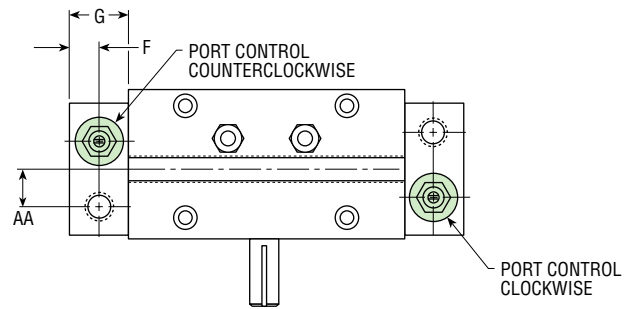 G
F
PORT CONTROL
COUNTERCLOCKWISE
AA
PORT CONTROL
CLOCKWISE